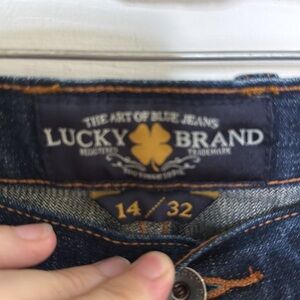 THE ART OF BLUE JEANS
LUCKY BRAND
REGISTERED TRADEMARK
14 32